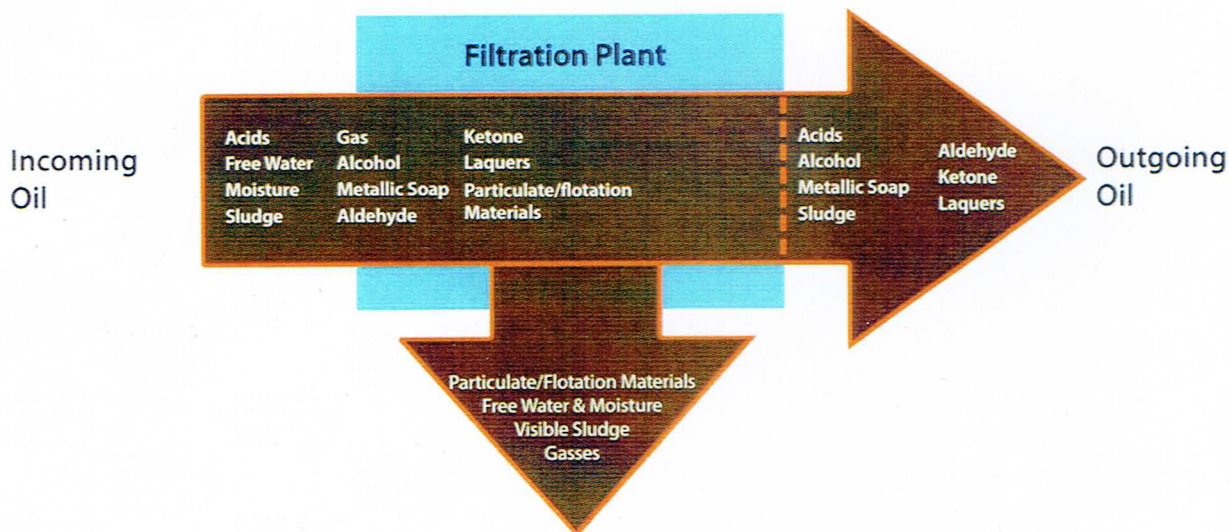 Filtration Plant
Incoming
Oil
Acids
Free Water
Moisture
Sludge
Gas
Alcohol
Metallic Soap
Aldehyde
Ketone
Laquers
Particulate/flotation
Materials
Acids
Alcohol
Metallic Soap
Sludge
Aldehyde
Ketone
Laquers
Outgoing
Oil
Particulate/Flotation Materials
Free Water & Moisture
Visible Sludge
Gasses